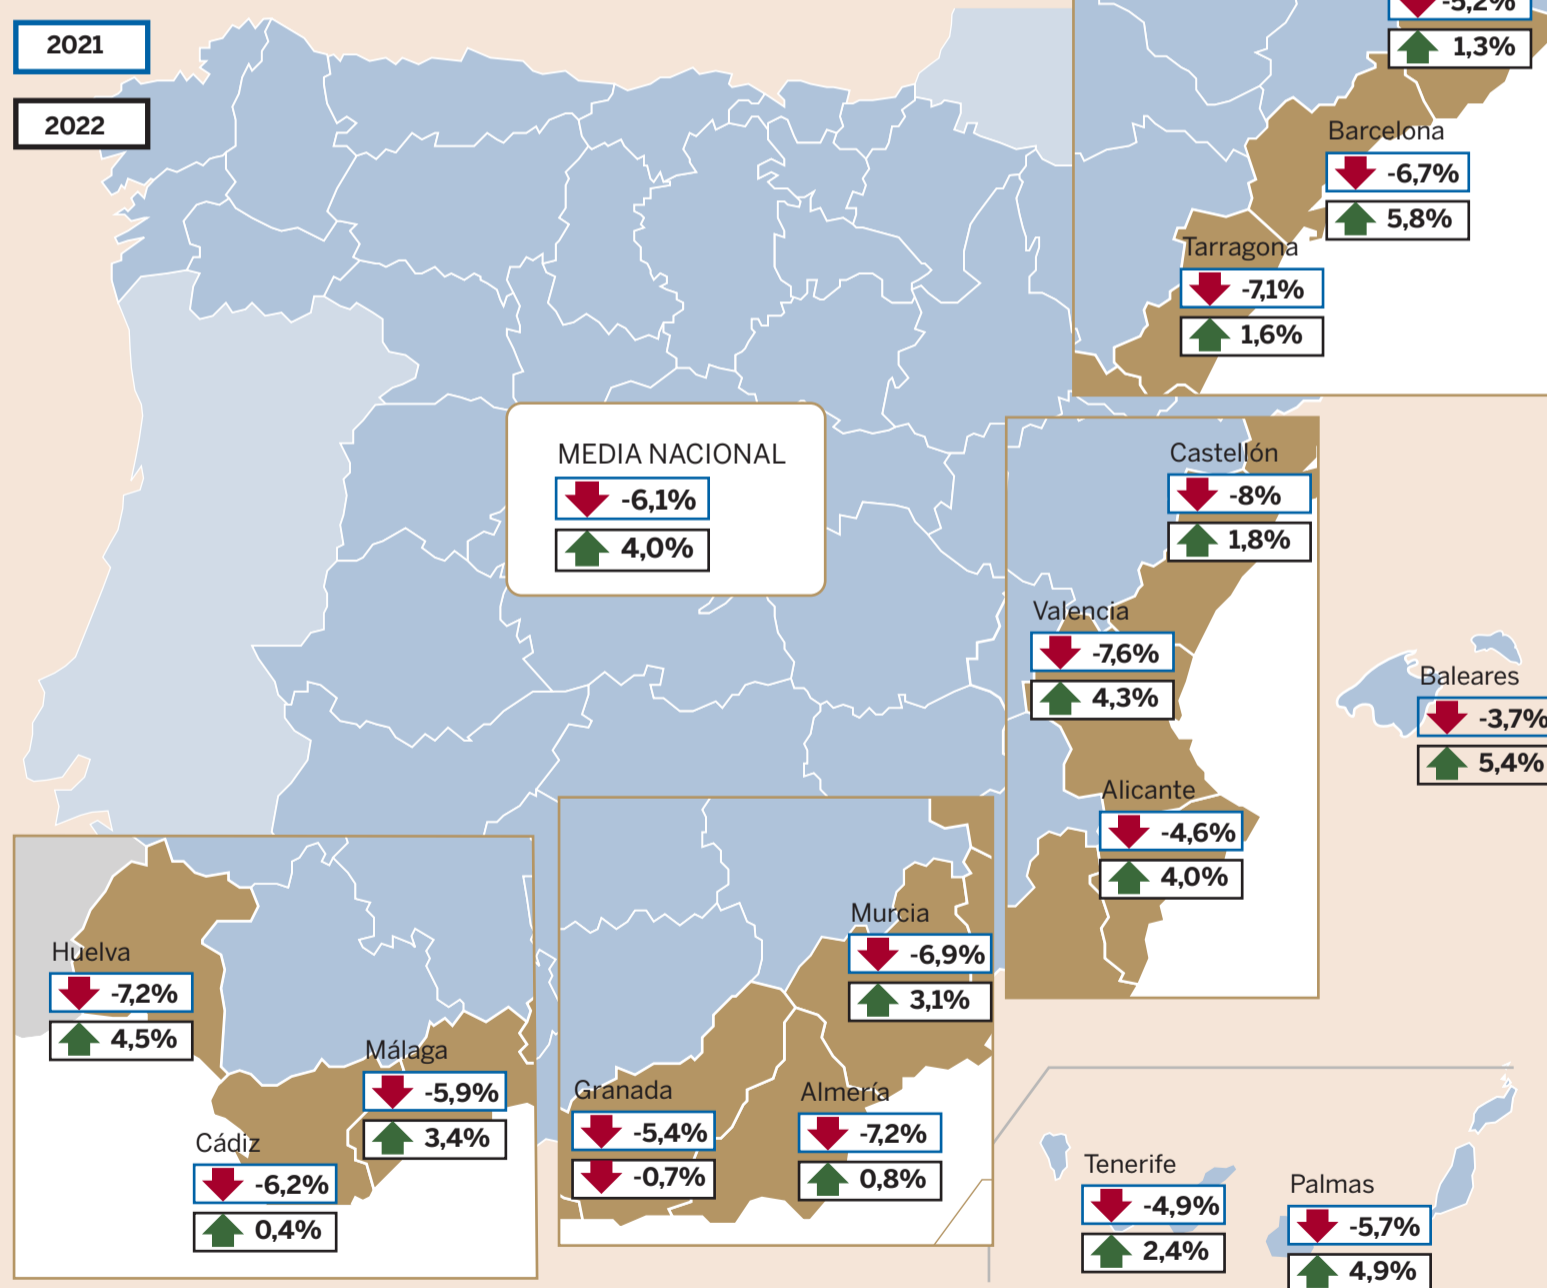 2021
2022
-5,2%
1,3%
Barcelona
-6,7%
5,8%
Tarragona
-7,1%
1,6%
MEDIA NACIONAL
-6,1%
4,0%
Castellón
-8%
1,8%
Valencia
-7,6%
4,3%
Baleares
-3,7%
5,4%
Alicante
-4,6%
4,0%
Huelva
-7,2%
4,5%
Málaga
-5,9%
3,4%
Cádiz
-6,2%
0,4%
Murcia
-6,9%
3,1%
Granada
-5,4%
-0,7%
Almería
-7,2%
0,8%
Tenerife
-4,9%
2,4%
Palmas
-5,7%
4,9%